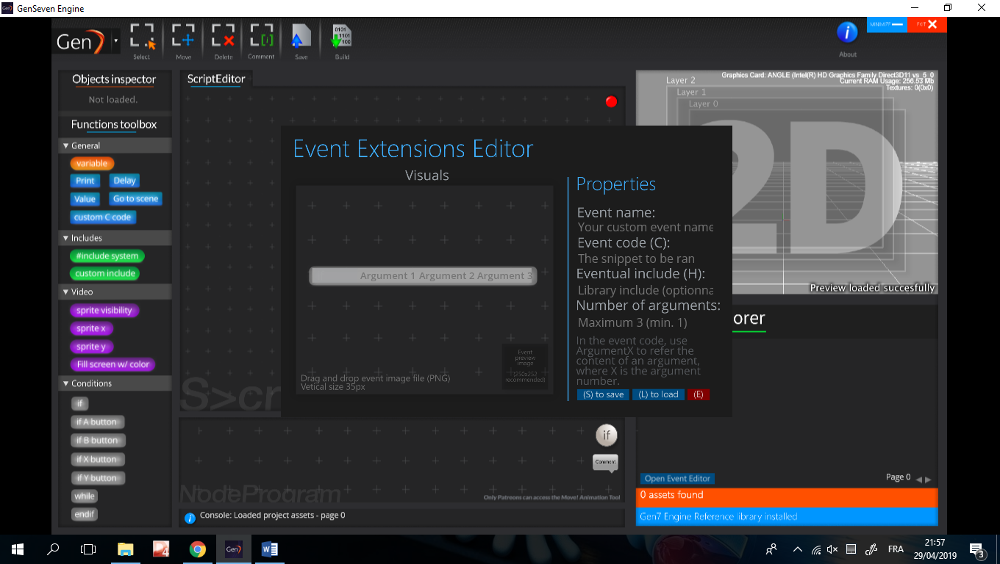 GenSeven Engine
Gen7
Select
Move
Delete
Comment
0101
1101
100
Save
Build
About
MINIMIZE
EXIT
Objects inspector
Not loaded.
Functions toolbox
General
variable
Print Delay
Value Go to scene
custom C code
Includes
#include system
custom include
Video
sprite visibility
sprite x
sprite y
Fill screen w/ color
Conditions
if
if A button
if B button
if X button
if Y button
while
endif
ScriptEditor
S>cr
Event Extensions Editor
Visuals
Argument 1 Argument 2 Argument 3
Event
preview
image
(250x250
recommended)
Drag and drop event image file (PNG)
Vetical size 35px
Properties
Event name:
Your custom event name
Event code (C):
The snippet to be ran
Eventual include (H):
Library include (optionna
Number of arguments:
Maximum 3 (min. 1)
In the event code, use
ArgumentX to refer the
content of an argument,
where X is the argument
number.
(S) to save (L) to load (E)
if
Comment
NodeProgram
Only Patreons can access the Move! Animation Tool
Console: Loaded project assets - page 0
Graphics Card: ANGLE (Intel(R) HD Graphics Family Direct3D11 vs_5_0
Current RAM Usage: 256.53 Mb
Textures: 0(0x0)
Layer 2
Layer 1
Layer 0
2D
Preview loaded succesfully
orer
Open Event Editor
Page 0
0 assets found
Gen7 Engine Reference library installed
4
Gen7
FRA
21:57
29/04/2019
3